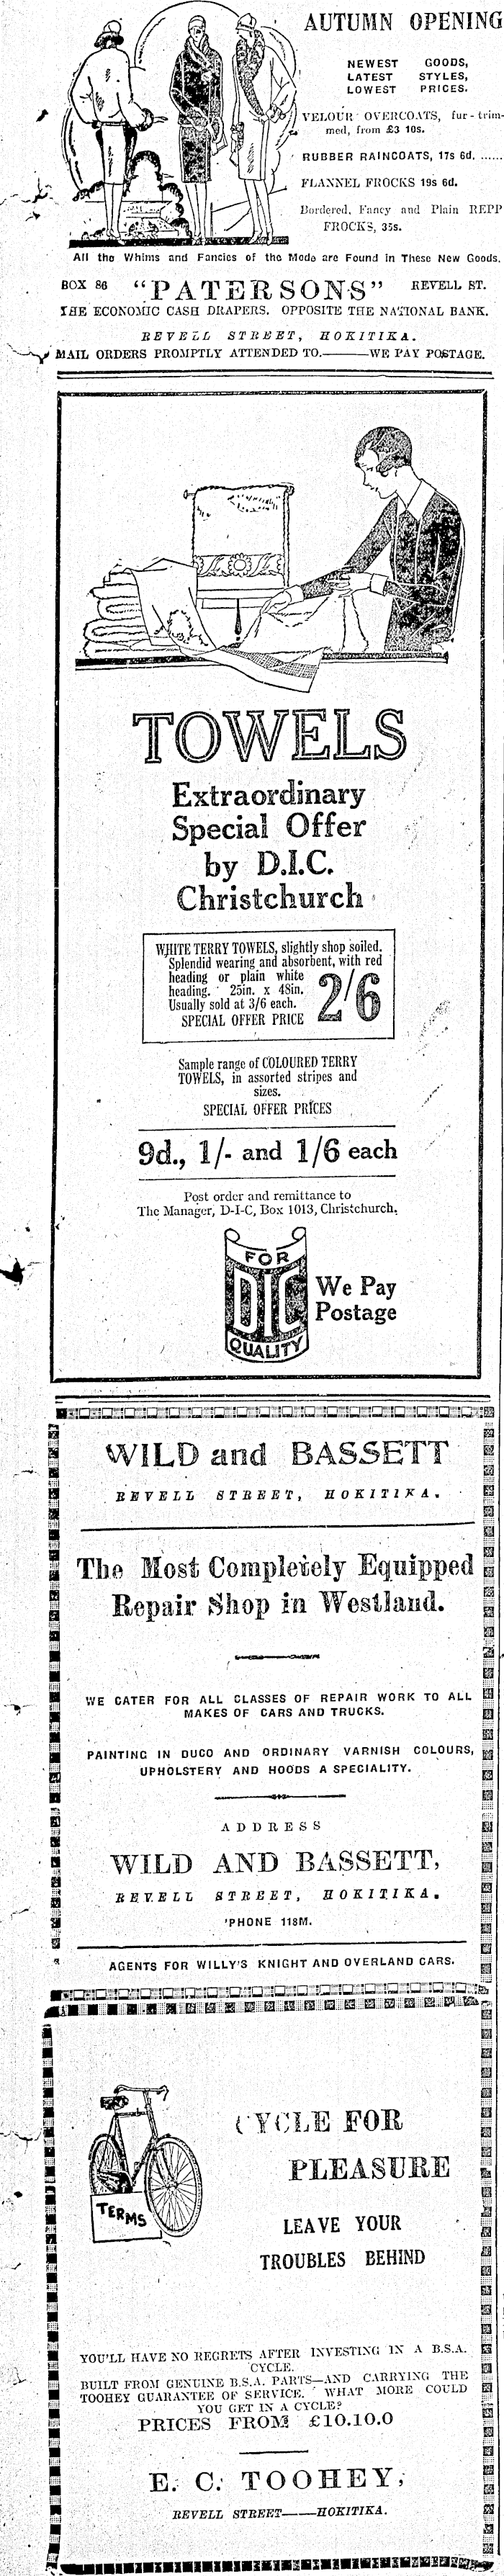 AUTUMN OPENING
NEWEST GOODS,
LATEST STYLES,
LOWEST PRICES.
VELOUR OVERCOATS, fur-trim-
med, from £3 10s.
RUBBER RAINCOATS, 17s 6d. ......
FLANNEL FROCKS 19s 6d.
Bordered, Fancy and Plain REPP
FROCKS, 35s.
All the Whims and Fancies of the Mode are Found in These New Goods.
BOX 86 "PATERSONS" REVELL ST.
THE ECONOMIC CASH DRAPERS. OPPOSITE THE NATIONAL BANK.
REVELL STREET, HOKITIKA.
MAIL ORDERS PROMPTLY ATTENDED TO.———WE PAY POSTAGE.
TOWELS
Extraordinary
Special Offer
by D.I.C.
Christchurch
WHITE TERRY TOWELS, slightly shop soiled.
Splendid wearing and absorbent, with red
heading or plain white
heading. 25in. x 48in.
Usually sold at 3/6 each.
SPECIAL OFFER PRICE 2/6
Sample range of COLOURED TERRY
TOWELS, in assorted stripes and
sizes.
SPECIAL OFFER PRICES
9d., 1/- and 1/6 each
Post order and remittance to
The Manager, D-I-C, Box 1013, Christchurch.
FOR
DIC
QUALITY
We Pay
Postage
WILD and BASSETT
REVELL STREET, HOKITIKA.
The Most Completely Equipped
Repair Shop in Westland.
WE CATER FOR ALL CLASSES OF REPAIR WORK TO ALL
MAKES OF CARS AND TRUCKS.
PAINTING IN DUCO AND ORDINARY VARNISH COLOURS,
UPHOLSTERY AND HOODS A SPECIALITY.
ADDRESS
WILD AND BASSETT,
REVELL STREET, HOKITIKA.
'PHONE 118M.
AGENTS FOR WILLY'S KNIGHT AND OVERLAND CARS.
TERMS
CYCLE FOR
PLEASURE
LEAVE YOUR
TROUBLES BEHIND
YOU'LL HAVE NO REGRETS AFTER INVESTING IN A B.S.A.
CYCLE.
BUILT FROM GENUINE B.S.A. PARTS—AND CARRYING THE
TOOHEY GUARANTEE OF SERVICE. WHAT MORE COULD
YOU GET IN A CYCLE?
PRICES FROM £10.10.0
E. C. TOOHEY,
REVELL STREET——HOKITIKA.